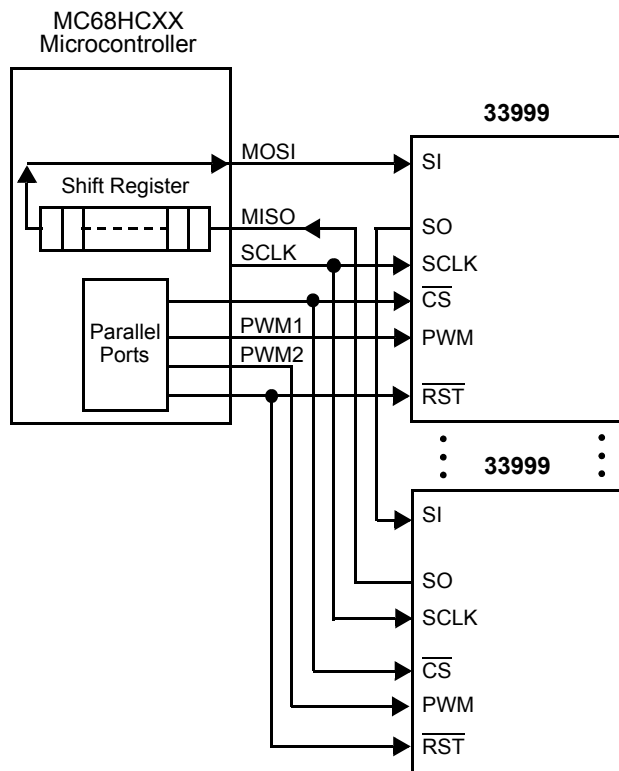 MC68HCXX
Microcontroller
33999
MOSI
SI
Shift Register
MISO
SO
SCLK
SCLK
CS
Parallel
Ports
PWM1
PWM
PWM2
RST
33999
SI
SO
SCLK
CS
PWM
RST